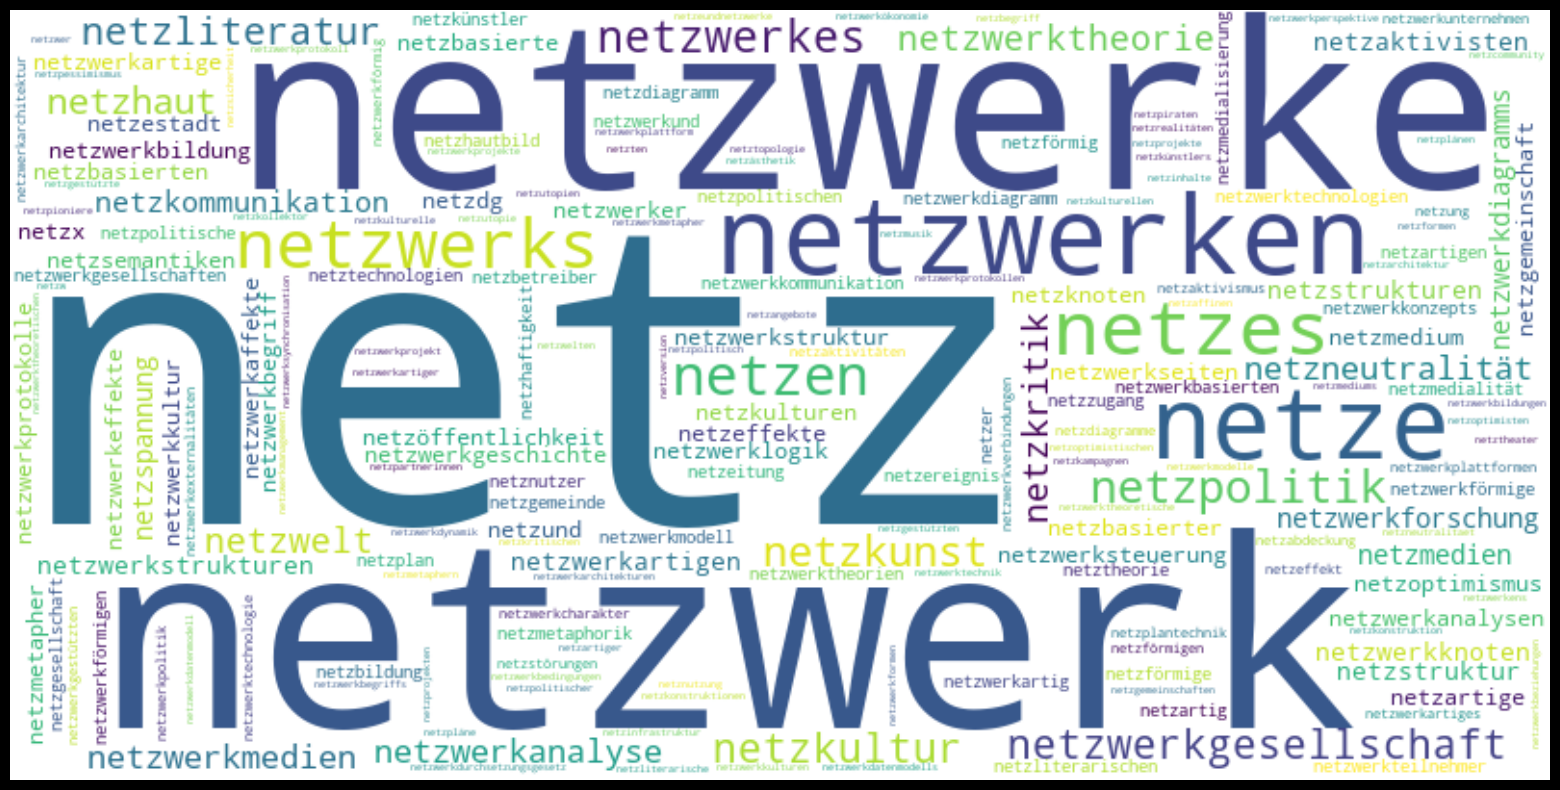 netzliteratur
netzkünstler
netzeundnetzwerke
netzwerkökonomie
netzbegriff
netzwerkperspektive
netzwerkunternehmen
netzwer
netzwerkprotokoll
netzbasierte
netzwerkes
netzwerktheorie
netzaktivisten
netzcommunity
netzwerkartige
netzpessimismus
netzsicherheit
netzwerkförmig
netzwerke
netzmedialisierung
netzwerkarchitektur
netzhaut
netzestadt
netzwerkbildung
netzbasierten
netzgestützte
netzdiagramm
netzwerkund
netzwerkplattform
netzhautbild
netzwerkprojekte
netzten
netztopologie
netzästhetik
netzförmig
netzpiraten
netzrealitäten
netzprojekte
netzkünstlers
netzinhalte
netzplänen
netzwerkdiagramms
netzgemeinschaft
netzpioniere
netzkommunikation
netzdg
netzutopien
netzpolitischen
netzwerkdiagramm
netzkulturellen
netzwerktechnologien
netzkollektor
netzkulturelle
netzutopie
netzwerker
netzwerkmetapher
netzung
netzformen
netzx
netzpolitische
netzwerks
netzwerken
netzmusik
netzsemantiken
netzartigen
netzarchitektur
netzwerkgesellschaften
netzw
netztechnologien
netzbetreiber
netzwerkkommunikation
netzwerkprotokollen
netzaktivismus
netzstrukturen
netzknoten
netzaffinen
netzwerkkonzepts
netz
netzwerkprotokolle
netzwerktheoretischen
netzwerkaffekte
netzwerkbegriff
netzwerksynchronisation
netzhaftigkeit
netzangebote
netzwerkstruktur
netzpolitisch
netzaktivitäten
netzwelten
netzversion
netzwerkprojekt
netzwerkartiger
netzes
netzmedium
netzkritik
netzen
netzwerkseiten
netzneutralität
netzwerkbasierten
netzmediums
netzmedialität
netzwerkeffekte
netzspannung
netzwerkkultur
netzwerkexternalitäten
netzwerkmanagement
netzkulturen
netzzugang
netze
netzwerkbildungen
netzöffentlichkeit
netzwerkgeschichte
netzpartnerinnen
netzeffekte
netzwerklogik
netzeitung
netzer
netzwerkverbindungen
netzdiagramme
netzoptimisten
netztheater
netzoptimistischen
netzkampagnen
netzwerkmodelle
netzwerkplattformen
netznutzer
netzereignis
netzpolitik
netzwerkförmige
netzgemeinde
netzwerktheoretische
netzwerkforschung
netzwelt
netzwerkdynamik
netzund
netzkritischen
netzwerkmodell
netzgestützten
netzbasierter
netzabdeckung
netzneutralitaet
netzwerkstrukturen
netzplan
netzmetaphern
netzwerkartigen
netzwerkarchitekturen
netzkunst
netzwerktheorien
netzwerktechnik
netzwerksteuerung
netztheorie
netzeffekt
netzmedien
netzoptimismus
netzwerkens
netzwerk
netzmetapher
netzgesellschaft
netzwerkgestützten
netzwerkförmigen
netzwerkpolitik
netzwerkdatenmodell
netzwerktechnologie
netzwerkcharakter
netzmetaphorik
netzartiger
netzstörungen
netzwerkbedingungen
netzpolitischer
netzbildung
netzwerkbegriffs
netzprojekten
netznutzung
netzkonstruktionen
netzwerkformen
netzwerkartig
netzplantechnik
netzförmigen
netzförmige
netzgemeinschaften
netzartig
netzwerkanalysen
netzkonstruktion
netzwerkknoten
netzstruktur
netzartige
netzwerkartiges
netzwerkbeziehungen
netzwerkmedien
netzpläne
netzwerkanalyse
netzwerkdurchsetzungsgesetz
netzinfrastruktur
netzliterarische
netzkultur
netzwerkkulturen
netzwerkdatenmodells
netzwerkgesellschaft
netzliterarischen
netzwerkteilnehmer